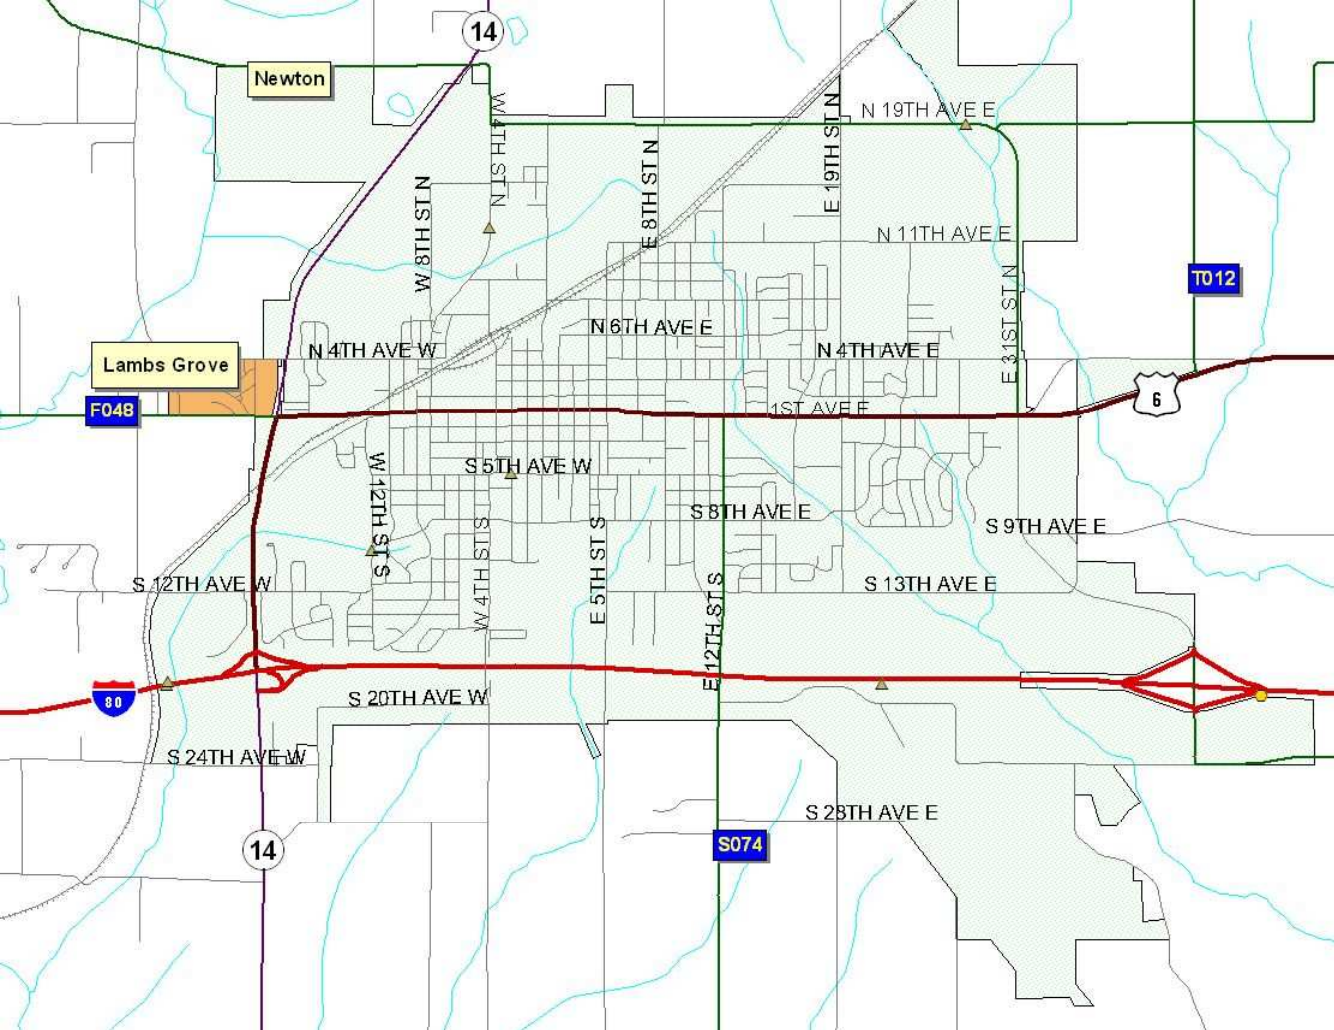 14
Newton
N 19TH AVE E
W 4TH ST N
E 19TH ST N
E 8TH ST N
W 8TH ST N
N 11TH AVE E
T012
E 31ST ST N
N 6TH AVE E
N 4TH AVE W
N 4TH AVE E
Lambs Grove
6
F048
1ST AVE E
S 5TH AVE W
W 12TH ST S
S 8TH AVE E
S 9TH AVE E
W 4TH ST S
E 5TH ST S
S 12TH AVE W
S 13TH AVE E
E 12TH ST S
80
S 20TH AVE W
S 24TH AVE W
S 28TH AVE E
S074
14